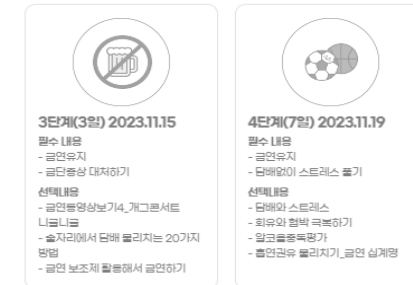 3단계(3일) 2023.11.15
필수 내용
- 금연유지
- 금단증상 대처하기
선택내용
- 금연동영상보기4_개그콘서트
니글니글
- 술자리에서 담배 물리치는 20가지
방법
- 금연 보조제 활용해서 금연하기
4단계(7일) 2023.11.19
필수 내용
- 금연유지
- 담배없이 스트레스 풀기
선택내용
- 담배와 스트레스
- 회유와 협박 극복하기
- 알코올중독평가
- 흡연권유 물리치기_금연 십계명